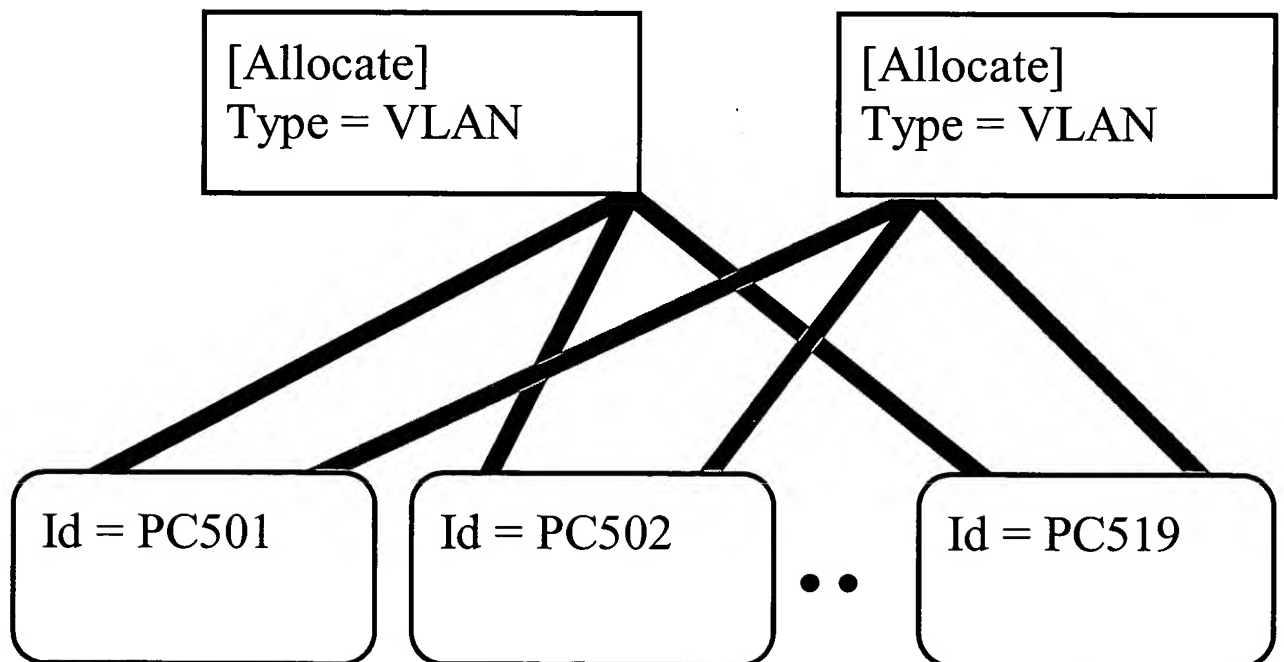 [Allocate]
Type = VLAN
[Allocate]
Type = VLAN
Id = PC501
Id = PC502
Id = PC519